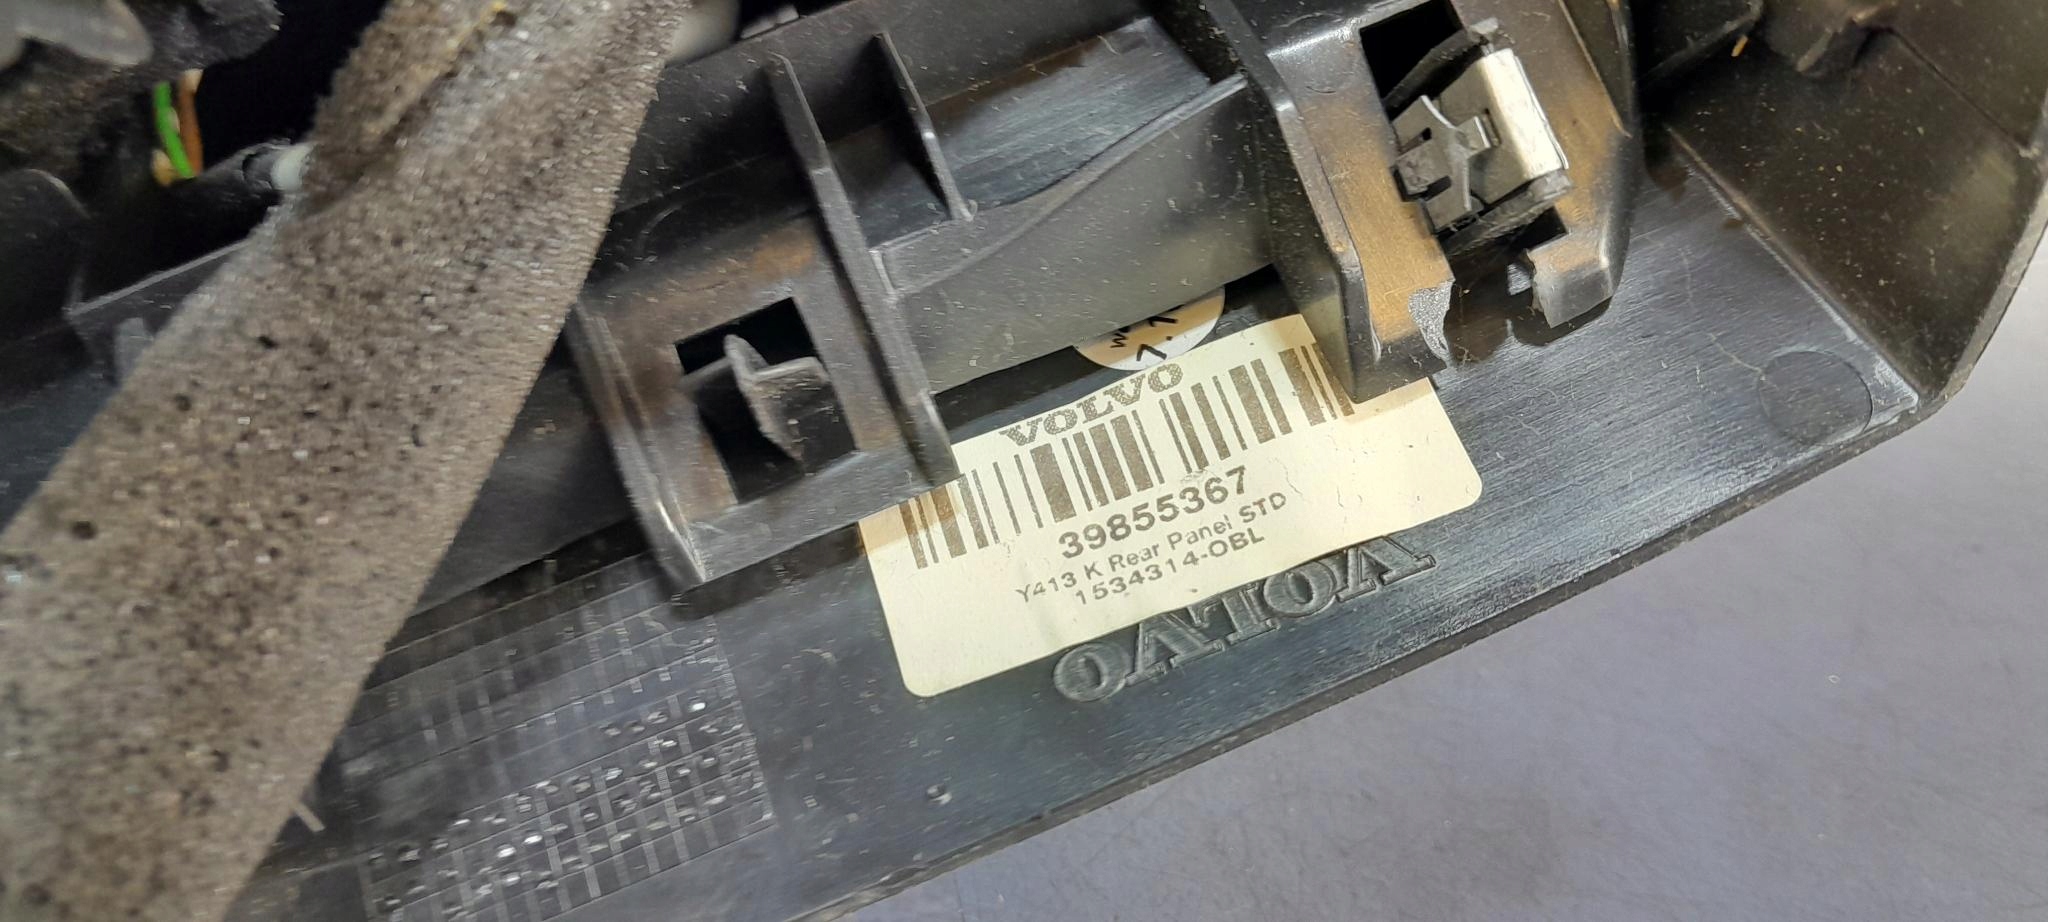 VOLVO
39855367
Y413 K Rear Panel STD
1534314-OBL
VOLVO